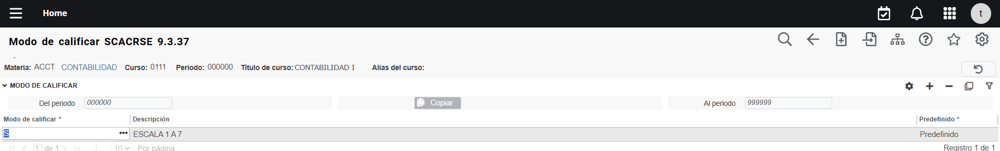 Home
t
Modo de calificar SCACRSE 9.3.37
Materia: ACCT CONTABILIDAD Curso: 0111 Periodo: 000000 Título de curso: CONTABILIDAD I Alias del curso:
MODO DE CALIFICAR
Del periodo 000000 Copiar Al periodo 999999
Modo de calificar * Descripción Predefinido *
S ••• ESCALA 1 A 7 Predefinido
1 de 1 10 Por página Registro 1 de 1